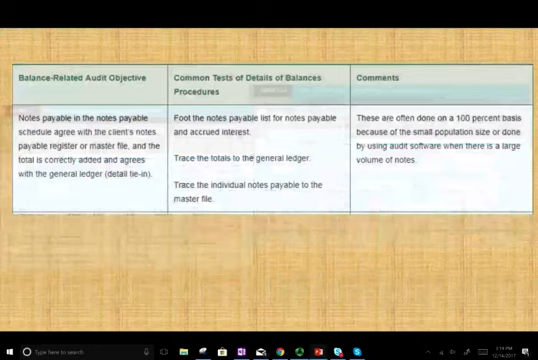 Balance-Related Audit Objective
Common Tests of Details of Balances
Procedures
Comments
Notes payable in the notes payable
schedule agree with the client's notes
payable register or master file, and the
total is correctly added and agrees
with the general ledger (detail tie-in).
Foot the notes payable list for notes payable
and accrued interest.
Trace the totals to the general ledger.
Trace the individual notes payable to the
master file.
These are often done on a 100 percent basis
because of the small population size or done
by using audit software when there is a large
volume of notes.
Type here to search
12/14/2017